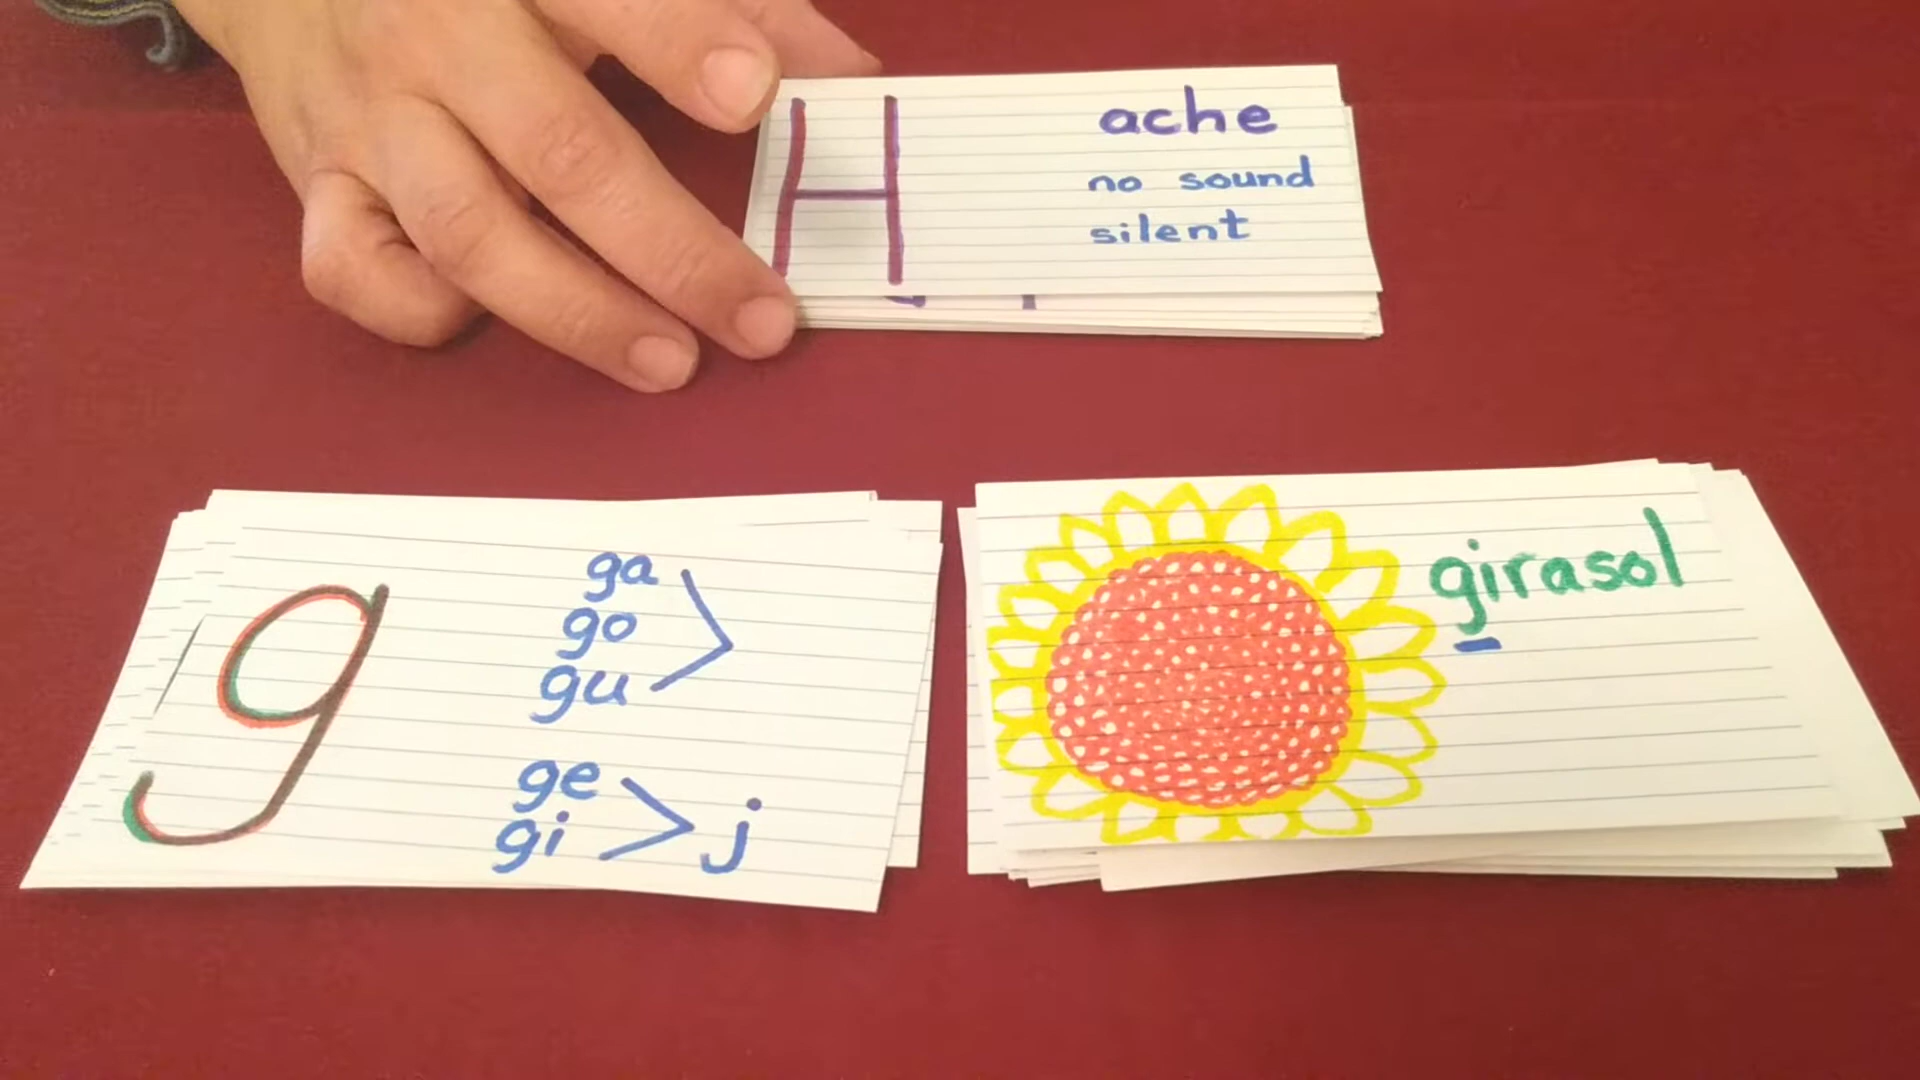 H
ache
no sound
silent
g
ga
go
gu
ge
gi > j
girasol